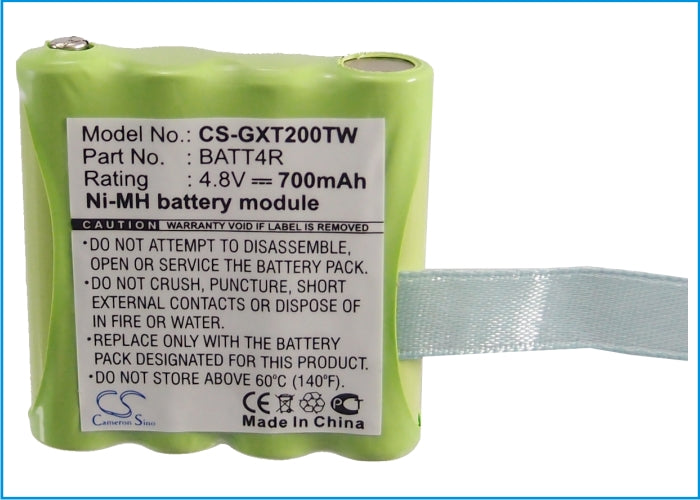 Model No.: CS-GXT200TW
Part No. : BATT4R
Rating : 4.8V 700mAh
Ni-MH battery module
CAUTION WARRANTY VOID IF LABEL IS REMOVED
•DO NOT ATTEMPT TO DISASSEMBLE,
OPEN OR SERVICE THE BATTERY PACK.
•DO NOT CRUSH, PUNCTURE, SHORT
EXTERNAL CONTACTS OR DISPOSE OF
IN FIRE OR WATER.
•REPLACE ONLY WITH THE BATTERY
PACK DESIGNATED FOR THIS PRODUCT.
•DO NOT STORE ABOVE 60°C (140°F).
CS
Cameron Sino
CE PCT
Made In China